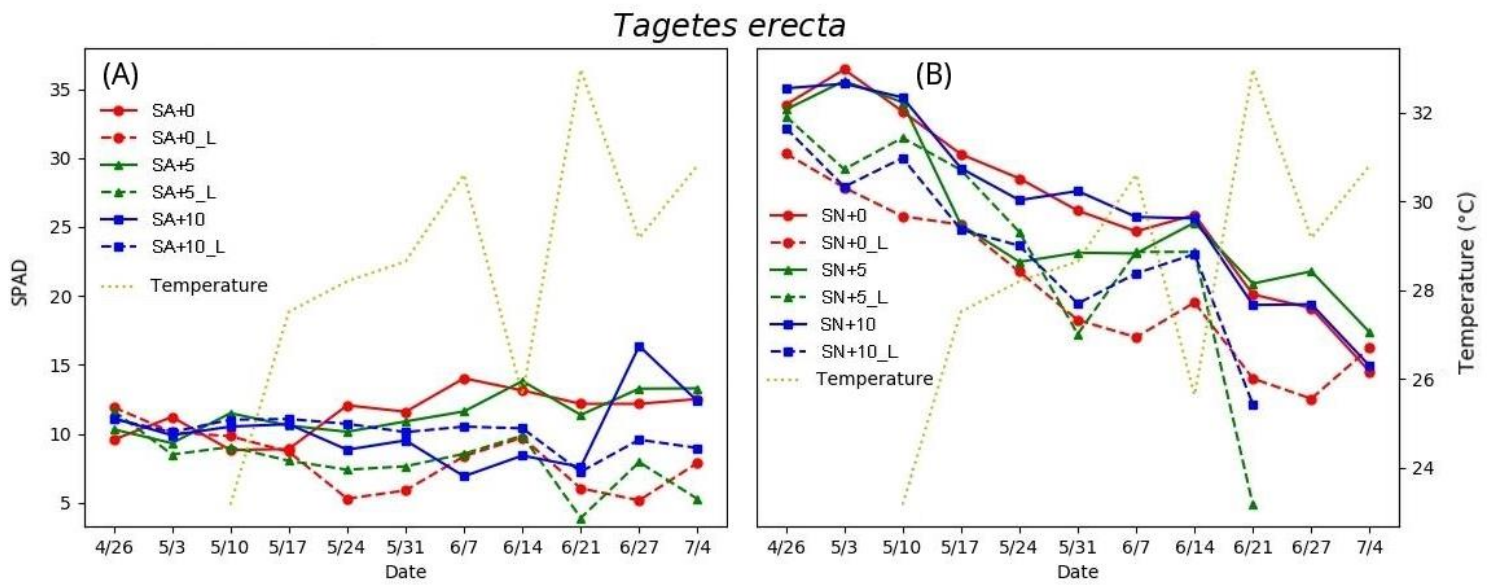 Tagetes erecta
(A)
SA+0
SA+0_L
SA+5
SA+5_L
SA+10
SA+10_L
Temperature
SPAD
35
30
25
20
15
10
5
4/26 5/3 5/10 5/17 5/24 5/31 6/7 6/14 6/21 6/27 7/4
Date
(B)
SN+0
SN+0_L
SN+5
SN+5_L
SN+10
SN+10_L
Temperature
32
30
28
26
24
Temperature (°C)
4/26 5/3 5/10 5/17 5/24 5/31 6/7 6/14 6/21 6/27 7/4
Date